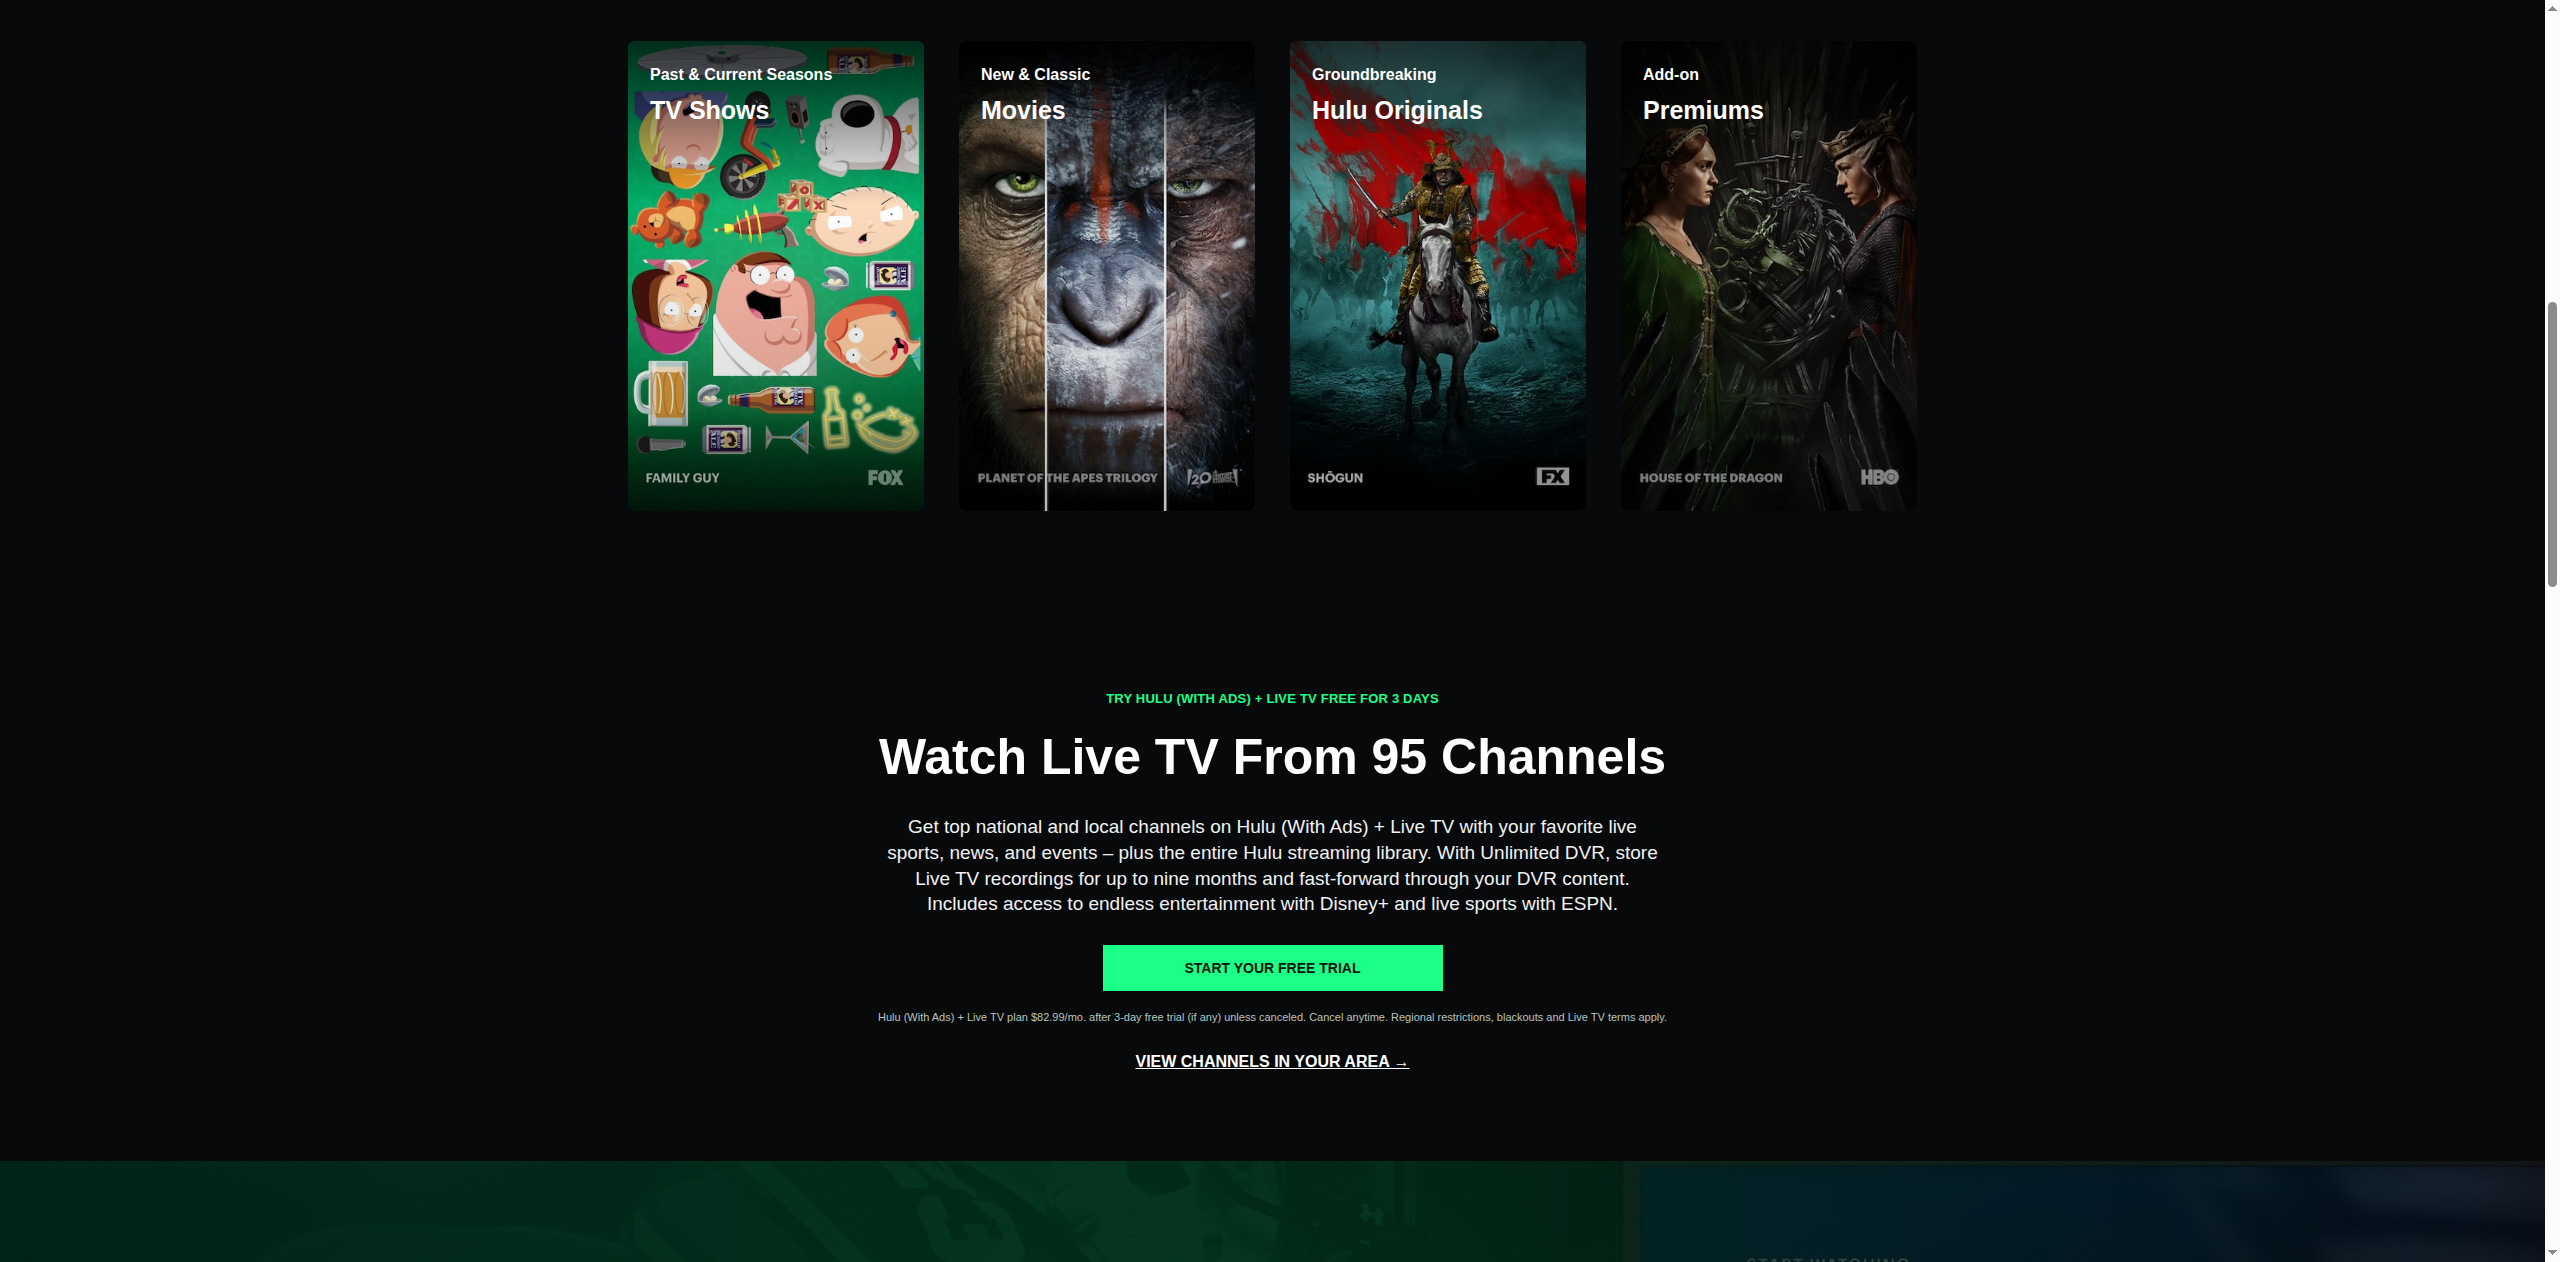 Past & Current Seasons
TV Shows
FAMILY GUY
FOX
New & Classic
Movies
PLANET OF THE APES TRILOGY
20
Groundbreaking
Hulu Originals
SHŌGUN
FX
Add-on
Premiums
HOUSE OF THE DRAGON
HBO
TRY HULU (WITH ADS) + LIVE TV FREE FOR 3 DAYS
Watch Live TV From 95 Channels
Get top national and local channels on Hulu (With Ads) + Live TV with your favorite live
sports, news, and events – plus the entire Hulu streaming library. With Unlimited DVR, store
Live TV recordings for up to nine months and fast-forward through your DVR content.
Includes access to endless entertainment with Disney+ and live sports with ESPN.
START YOUR FREE TRIAL
Hulu (With Ads) + Live TV plan $82.99/mo. after 3-day free trial (if any) unless canceled. Cancel anytime. Regional restrictions, blackouts and Live TV terms apply.
VIEW CHANNELS IN YOUR AREA →
START WATCHING